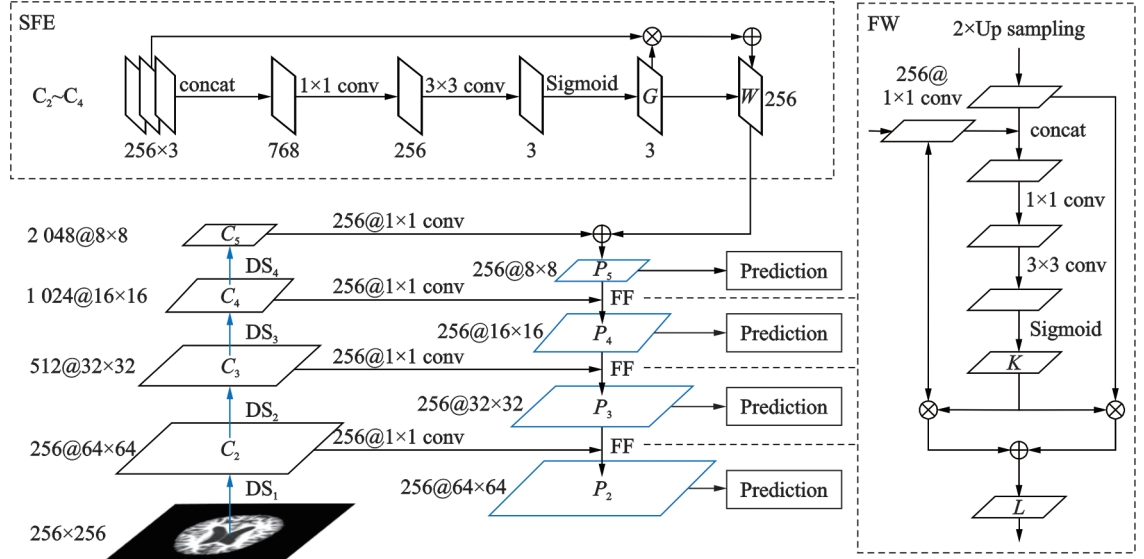 SFE
C₂~C₄
concat
1×1 conv
3×3 conv
Sigmoid
G
W
256
256×3
768
256
3
3
2 048@8×8
C₅
256@1×1 conv
DS₄
256@8×8
P₅
Prediction
1 024@16×16
C₄
256@1×1 conv
FF
DS₃
256@16×16
P₄
Prediction
512@32×32
C₃
256@1×1 conv
FF
DS₂
256@32×32
P₃
Prediction
256@64×64
C₂
256@1×1 conv
FF
DS₁
256@64×64
P₂
Prediction
256×256
FW
2×Up sampling
256@
1×1 conv
concat
1×1 conv
3×3 conv
Sigmoid
K
L